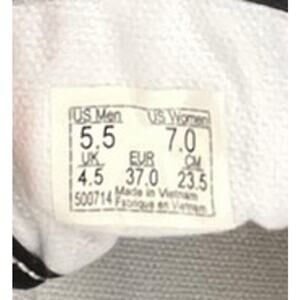 US Men US Women
5.5 7.0
UK EUR CM
4.5 37.0 23.5
500714 Made in Vietnam
Fabriqué en Vietnam